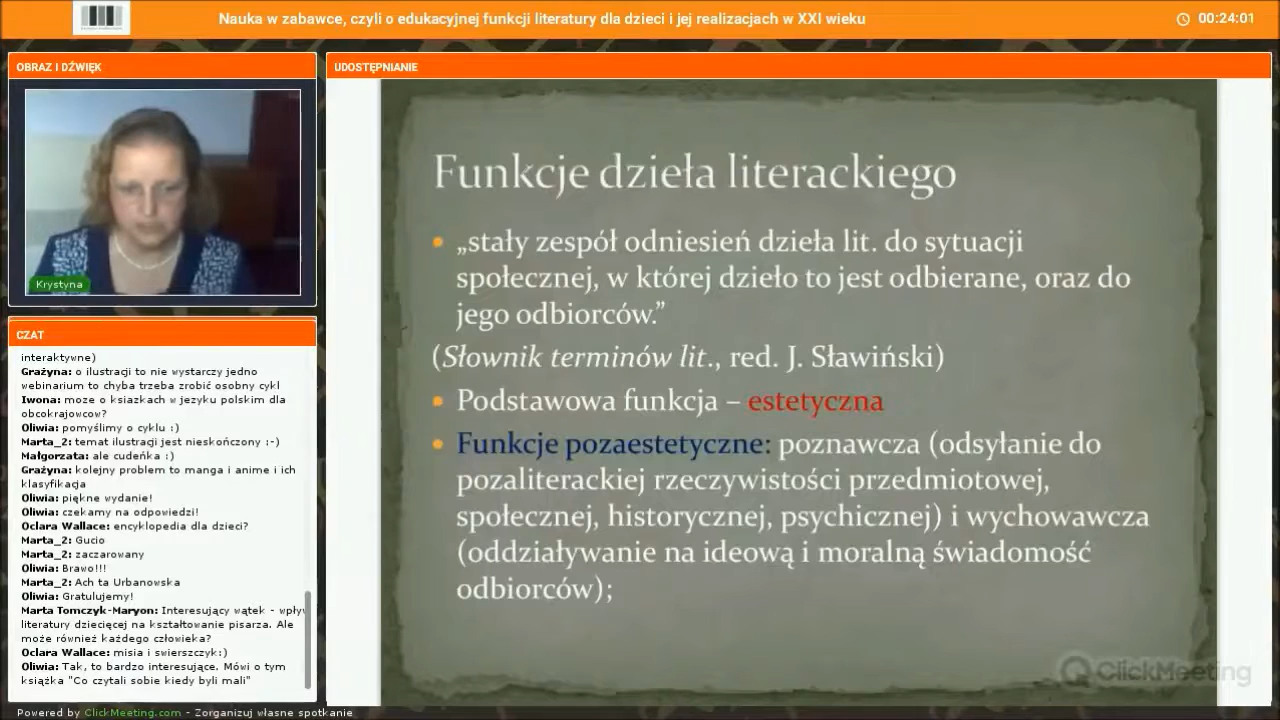 Nauka w zabawce, czyli o edukacyjnej funkcji literatury dla dzieci i jej realizacjach w XXI wieku
00:24:01
OBRAZ I DŹWIĘK
Krystyna
CZAT
interaktywne)
Grażyna: o ilustracji to nie wystarczy jedno
webinarium to chyba trzeba zrobić osobny cykl
Iwona: moze o ksiazkach w jezyku polskim dla
obcokrajowcow?
Oliwia: pomyślimy o cyklu :)
Marta_2: temat ilustracji jest nieskończony :-)
Małgorzata: ale cudeńka :)
Grażyna: kolejny problem to manga i anime i ich
klasyfikacja
Oliwia: piękne wydanie!
Oliwia: czekamy na odpowiedzi!
Oclara Wallace: encyklopedia dla dzieci?
Marta_2: Gucio
Marta_2: zaczarowany
Oliwia: Brawo!!!
Marta_2: Ach ta Urbanowska
Oliwia: Gratulujemy!
Marta Tomczyk-Maryon: Interesujący wątek - wpływ
literatury dziecięcej na kształtowanie pisarza. Ale
może również każdego człowieka?
Oclara Wallace: misia i swierszczyk:)
Oliwia: Tak, to bardzo interesujące. Mówi o tym
książka "Co czytali sobie kiedy byli mali"
UDOSTĘPNIANIE
Funkcje dzieła literackiego
• „stały zespół odniesień dzieła lit. do sytuacji
społecznej, w której dzieło to jest odbierane, oraz do
jego odbiorców.”
(Słownik terminów lit., red. J. Sławiński)
• Podstawowa funkcja – estetyczna
• Funkcje pozaestetyczne: poznawcza (odsyłanie do
pozaliterackiej rzeczywistości przedmiotowej,
społecznej, historycznej, psychicznej) i wychowawcza
(oddziaływanie na ideową i moralną świadomość
odbiorców);
ClickMeeting
Powered by ClickMeeting.com - Zorganizuj własne spotkanie